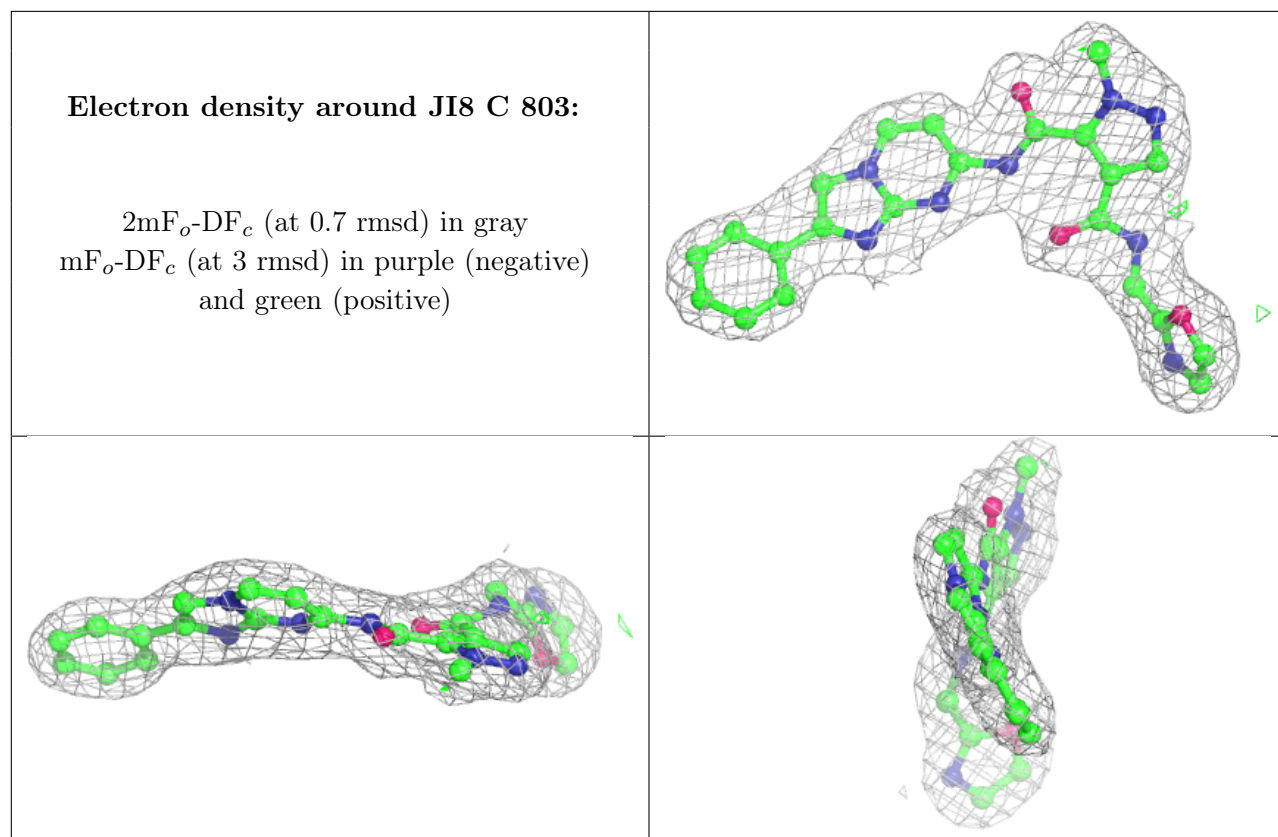 Electron density around JI8 C 803:
2mFo-DFc (at 0.7 rmsd) in gray
mFo-DFc (at 3 rmsd) in purple (negative)
and green (positive)